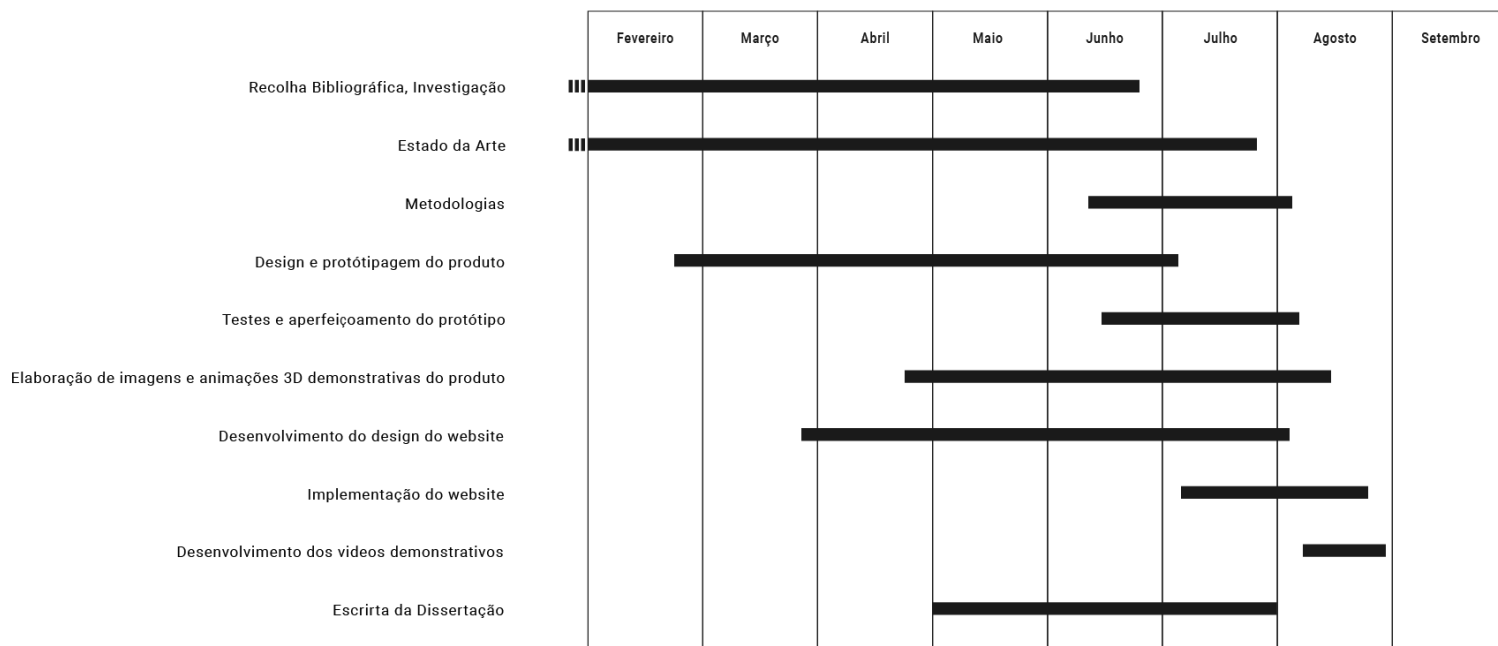 Fevereiro Março Abril Maio Junho Julho Agosto Setembro
Recolha Bibliográfica, Investigação
Estado da Arte
Metodologias
Design e protótipagem do produto
Testes e aperfeiçoamento do protótipo
Elaboração de imagens e animações 3D demonstrativas do produto
Desenvolvimento do design do website
Implementação do website
Desenvolvimento dos videos demonstrativos
Escrirta da Dissertação